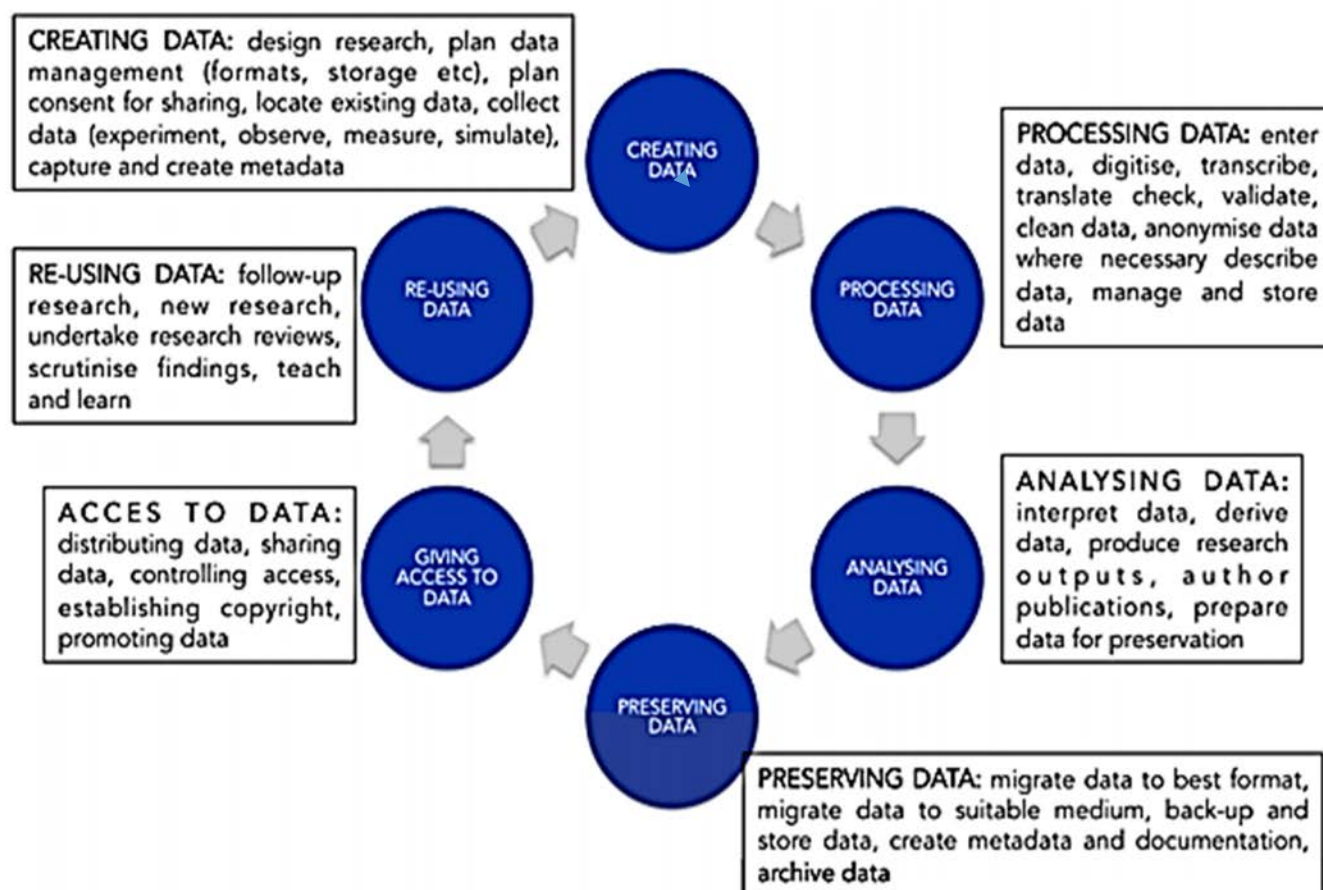 CREATING DATA: design research, plan data
management (formats, storage etc), plan
consent for sharing, locate existing data, collect
data (experiment, observe, measure, simulate),
capture and create metadata
CREATING
DATA
PROCESSING DATA: enter
data, digitise, transcribe,
translate check, validate,
clean data, anonymise data
where necessary describe
data, manage and store
data
PROCESSING
DATA
RE-USING DATA: follow-up
research, new research,
undertake research reviews,
scrutinise findings, teach
and learn
RE-USING
DATA
ANALYSING DATA:
interpret data, derive
data, produce research
outputs, author
publications, prepare
data for preservation
ANALYSING
DATA
ACCES TO DATA:
distributing data, sharing
data, controlling access,
establishing copyright,
promoting data
GIVING
ACCESS TO
DATA
PRESERVING
DATA
PRESERVING DATA: migrate data to best format,
migrate data to suitable medium, back-up and
store data, create metadata and documentation,
archive data